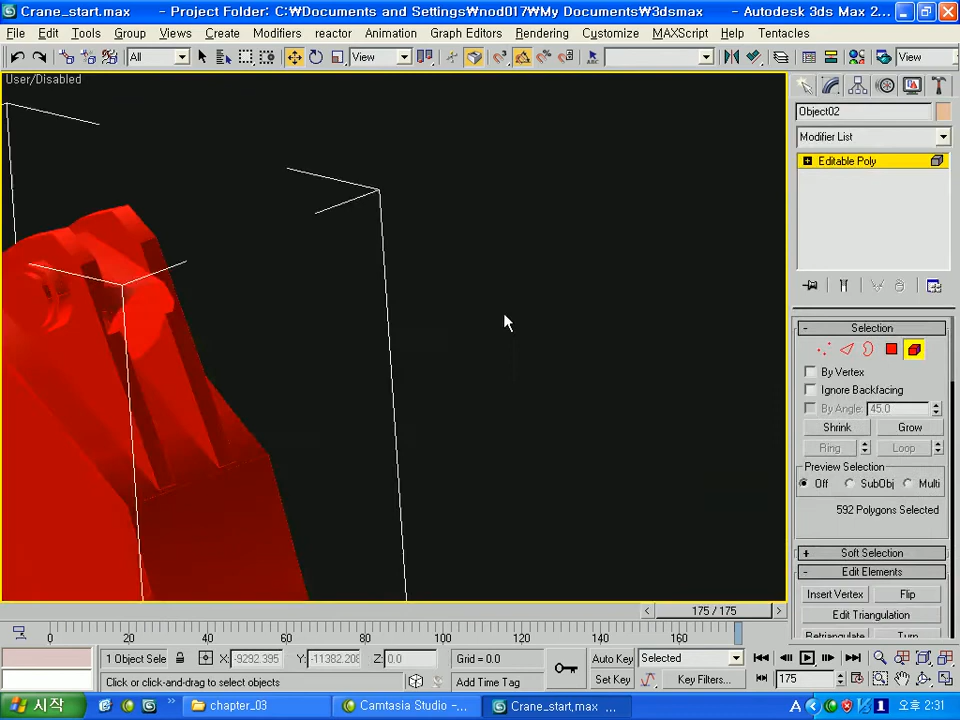 Crane_start.max - Project Folder: C:₩Documents and Settings₩nod017₩My Documents₩3dsmax - Autodesk 3ds Max 2...
File Edit Tools Group Views Create Modifiers reactor Animation Graph Editors Rendering Customize MAXScript Help Tentacles
All View View
User/Disabled
Object02
Modifier List
Editable Poly
Selection
By Vertex
Ignore Backfacing
By Angle: 45.0
Shrink Grow
Ring Loop
Preview Selection
Off SubObj Multi
592 Polygons Selected
Soft Selection
Edit Elements
Insert Vertex Flip
Edit Triangulation
Retriangulate Turn
175 / 175
0 20 40 60 80 100 120 140 160
1 Object Sele X: -9292.395 Y: -11382.208 Z: 0.0 Grid = 0.0 Auto Key Selected
Click or click-and-drag to select objects Add Time Tag Set Key Key Filters... 175
시작 chapter_03 Camtasia Studio - ... Crane_start.max ... A 오후 2:31